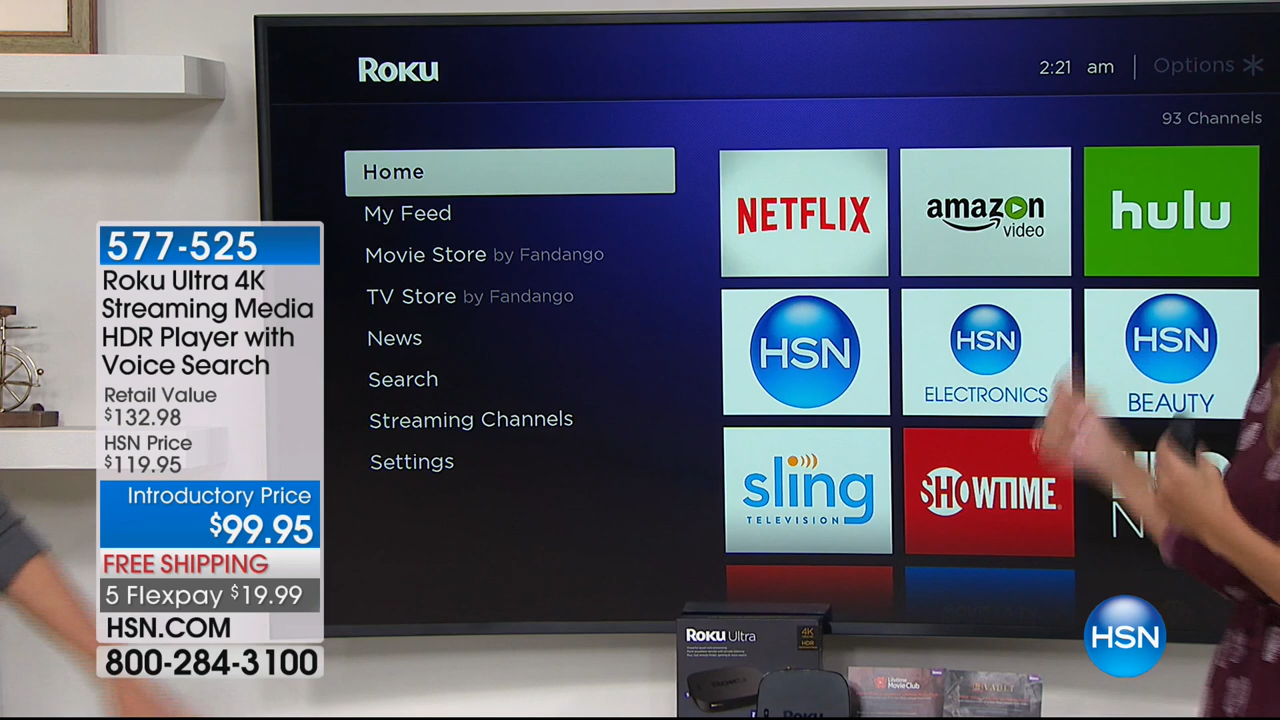 ROKU
2:21 am | Options
93 Channels
Home
My Feed
Movie Store by Fandango
TV Store by Fandango
News
Search
Streaming Channels
Settings
NETFLIX
amazon
video
hulu
HSN
HSN
ELECTRONICS
HSN
BEAUTY
sling
TELEVISION
SHOWTIME
N
577-525
Roku Ultra 4K
Streaming Media
HDR Player with
Voice Search
Retail Value
$132.98
HSN Price
$119.95
Introductory Price
$99.95
FREE SHIPPING
5 Flexpay $19.99
HSN.COM
800-284-3100
ROKU Ultra
4K
HDR
ROKU
Lifetime
MovieClub
HSN